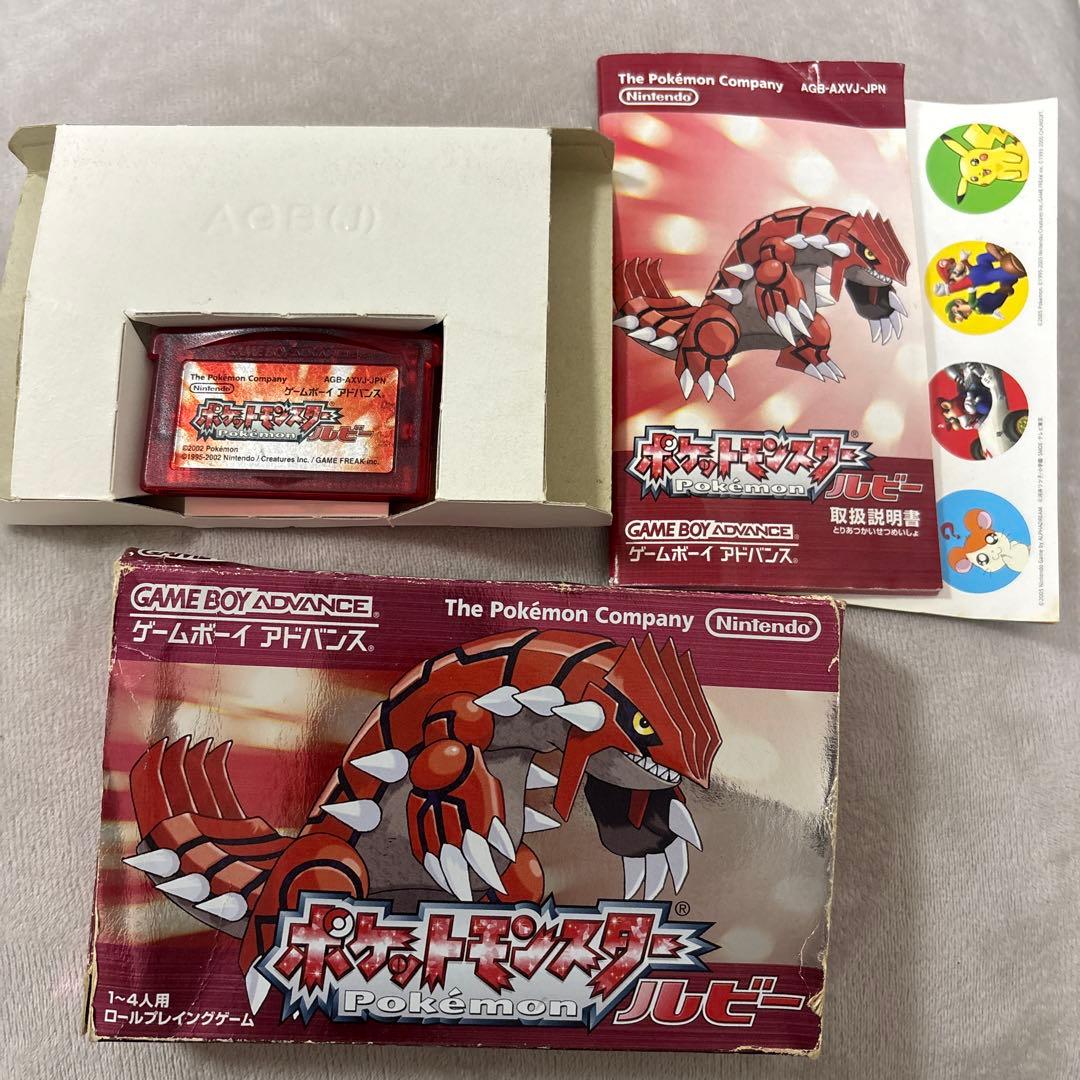 AGB(J)
GAME BOY ADVANCE
The Pokémon Company AGB-AXVJ-JPN
Nintendo
ゲームボーイ アドバンス®
ポケットモンスター
Pokémon
ルビー
©2002 Pokémon
©1995-2002 Nintendo / Creatures Inc. / GAME FREAK inc.
The Pokémon Company AGB-AXVJ-JPN
Nintendo
ポケットモンスター®
Pokémon
ルビー
取扱説明書
とりあつかいせつめいしょ
GAME BOY ADVANCE
ゲームボーイ アドバンス®
GAME BOY ADVANCE
GAME BOY ADVANCE®
The Pokémon Company
Nintendo®
ゲームボーイ アドバンス®
ポケットモンスター®
Pokémon
ルビー
1~4人用
ロールプレイングゲーム